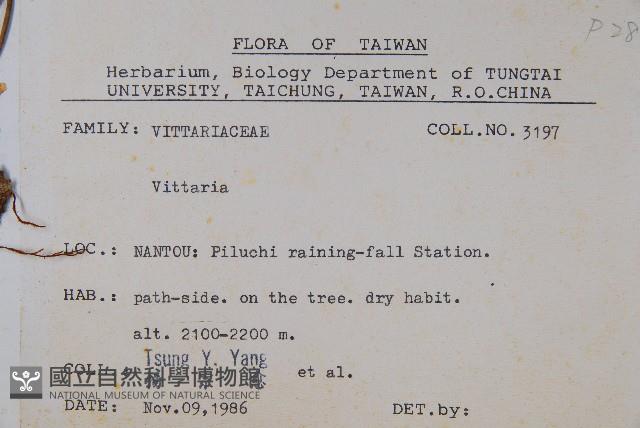 P 28
FLORA OF TAIWAN
Herbarium, Biology Department of TUNGTAI
UNIVERSITY, TAICHUNG, TAIWAN, R.O.CHINA
FAMILY: VITTARIACEAE COLL.NO. 3197
Vittaria
LOC.: NANTOU: Piluchi raining-fall Station.
HAB.: path-side. on the tree. dry habit.
alt. 2100-2200 m.
COLL. Tsung Y. Yang et al.
國立自然科學博物館
NATIONAL MUSEUM OF NATURAL SCIENCE
DATE: Nov.09,1986 DET.by: